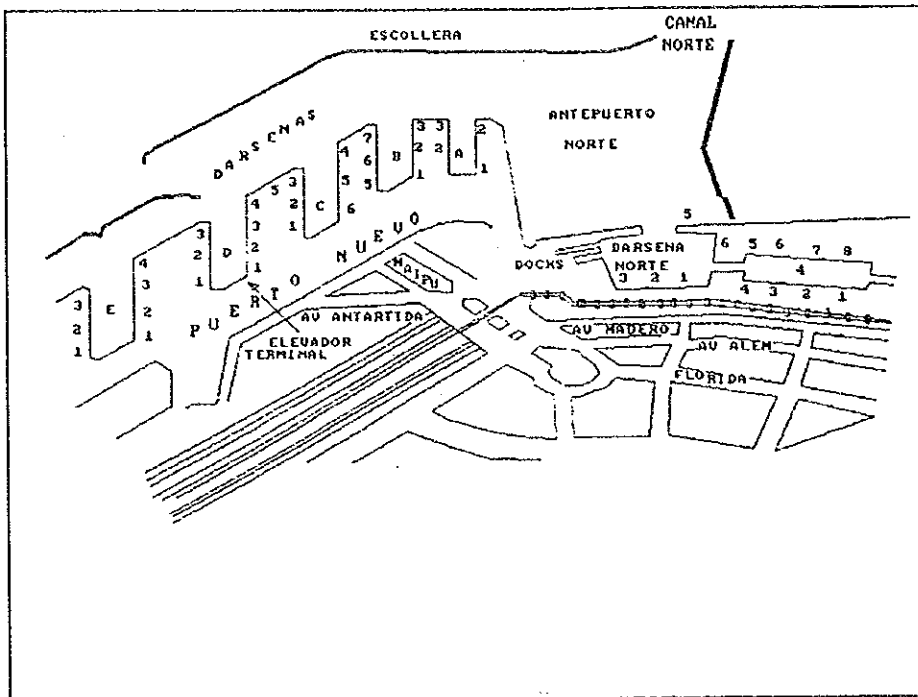 ESCOLLERA
CANAL
NORTE
ANTEPUERTO
NORTE
DARSENAS
7
3 3 2
4 6 B 2 2 A
5 5 1 1
6
3
5 2 C
4 1
3
2
1
3
2 D
1
4
3
2
1
E
3
2
1
PUERTO NUEVO
MAIPU
DOCKS
DARSENA
NORTE
3 2 1
5
6 5 6 7 8
4
4 3 2 1
AV ANTARTIDA
ELEVADOR
TERMINAL
AV MADERO
AV ALEM
FLORIDA